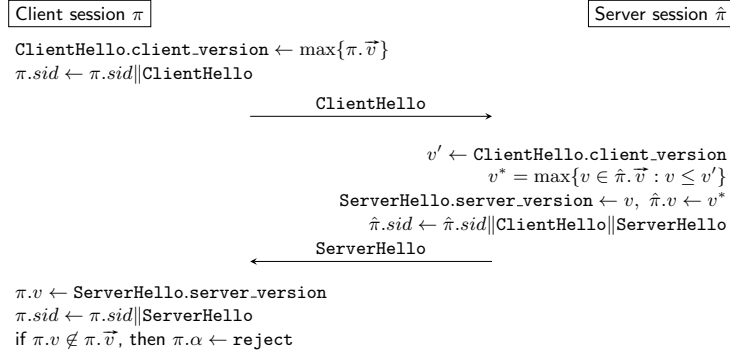 Client session π
Server session π̂
ClientHello.client_version ← max{π.v⃗}
π.sid ← π.sid‖ClientHello
ClientHello
v′ ← ClientHello.client_version
v* = max{v ∈ π̂.v⃗ : v ≤ v′}
ServerHello.server_version ← v, π̂.v ← v*
π̂.sid ← π̂.sid‖ClientHello‖ServerHello
ServerHello
π.v ← ServerHello.server_version
π.sid ← π.sid‖ServerHello
if π.v ∉ π.v⃗, then π.α ← reject